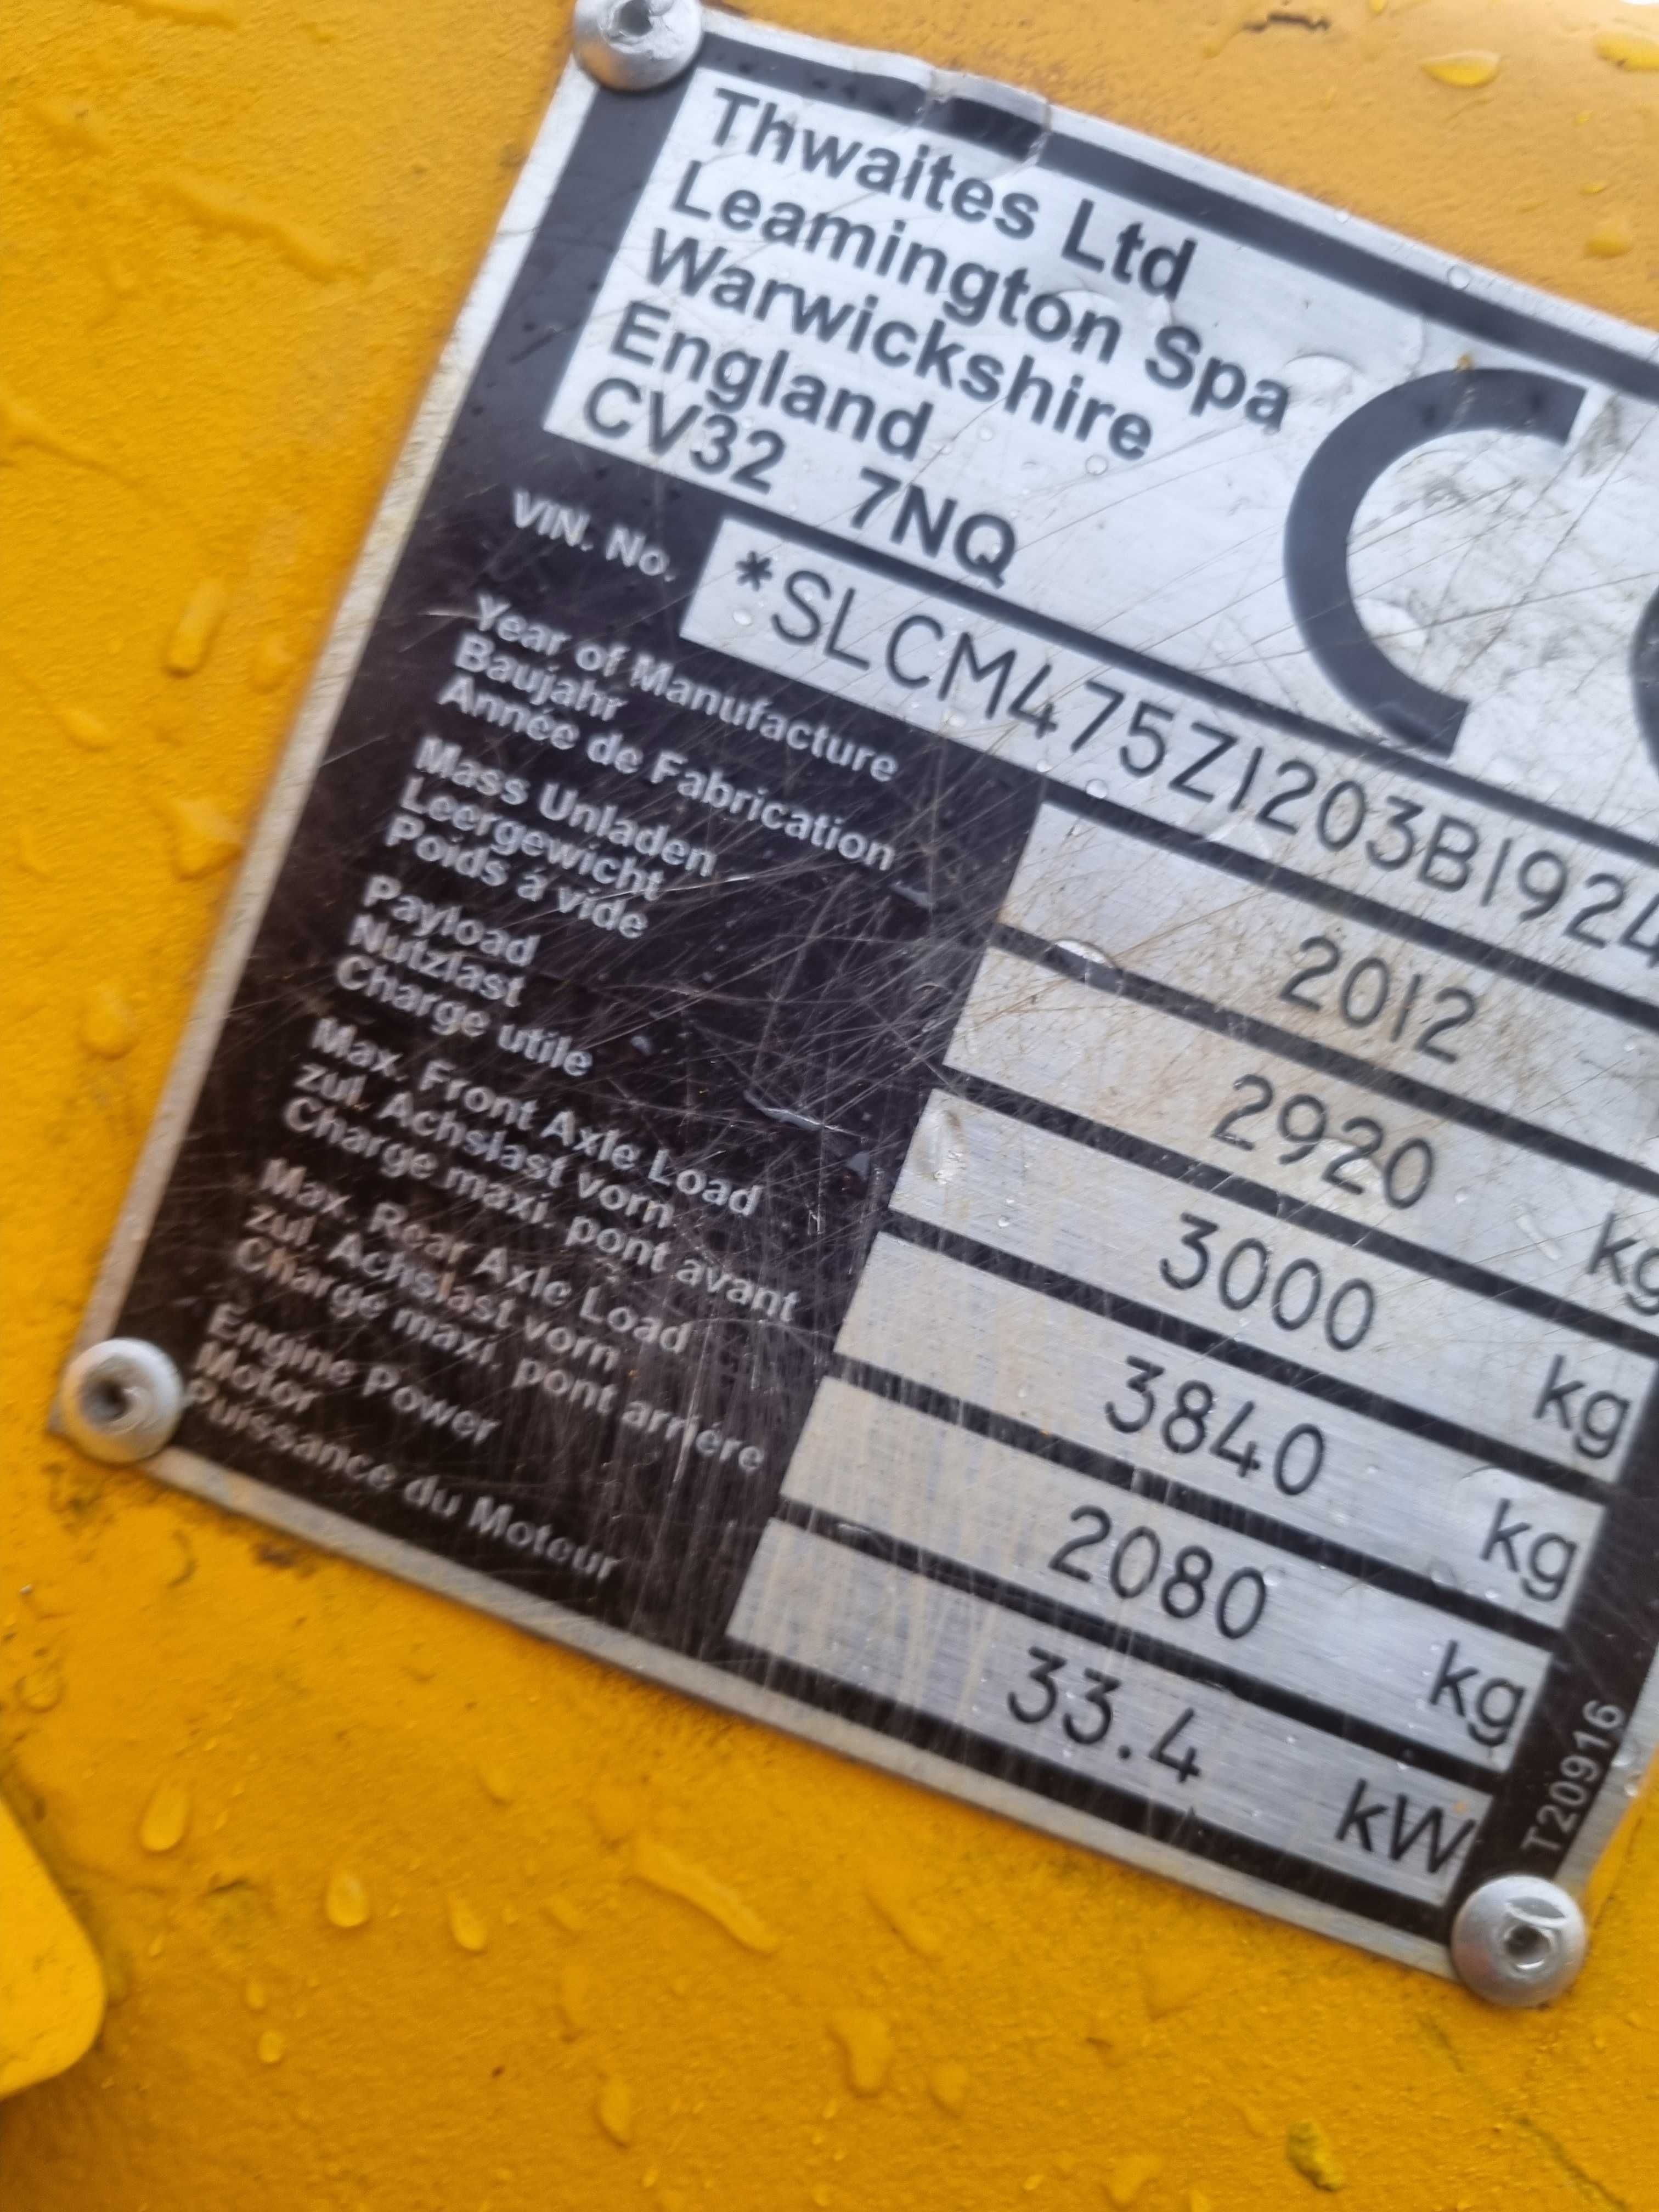 Thwaites Ltd
Leamington Spa
Warwickshire
England
CV32 7NQ
C
VIN. No. *SLCM475Z1203B1924
Year of Manufacture
Baujahr
Année de Fabrication
2012
Mass Unladen
Leergewicht
Poids á vide
2920 kg
Payload
Nutzlast
Charge utile
3000 kg
Max. Front Axle Load
zul. Achslast vorn
Charge maxi. pont avant
3840 kg
Max. Rear Axle Load
zul. Achslast vorn
Charge maxi. pont arriére
2080 kg
Engine Power
Motor
Puissance du Moteur
33.4 kW
T209916